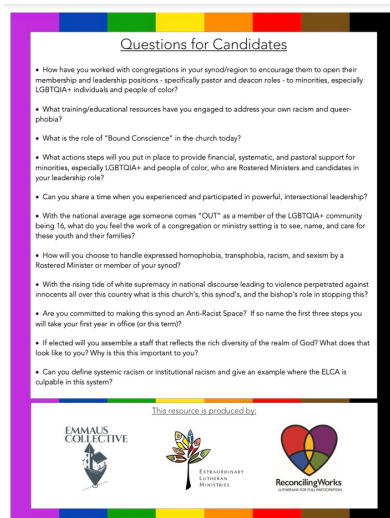 Questions for Candidates
• How have you worked with congregations in your synod/region to encourage them to open their
membership and leadership positions - specifically pastor and deacon roles - to minorities, especially
LGBTQIA+ individuals and people of color?
• What training/educational resources have you engaged to address your own racism and queer-
phobia?
• What is the role of "Bound Conscience" in the church today?
• What actions steps will you put in place to provide financial, systematic, and pastoral support for
minorities, especially LGBTQIA+ and people of color, who are Rostered Ministers and candidates in
your leadership role?
• Can you share a time when you experienced and participated in powerful, intersectional leadership?
• With the national average age someone comes "OUT" as a member of the LGBTQIA+ community
being 16, what do you feel the work of a congregation or ministry setting is to see, name, and care for
these youth and their families?
• How will you choose to handle expressed homophobia, transphobia, racism, and sexism by a
Rostered Minister or member of your synod?
• With the rising tide of white supremacy in national discourse leading to violence perpetrated against
innocents all over this country what is this church's, this synod's, and the bishop's role in stopping this?
• Are you committed to making this synod an Anti-Racist Space? If so name the first three steps you
will take your first year in office (or this term)?
• If elected will you assemble a staff that reflects the rich diversity of the realm of God? What does that
look like to you? Why is this this important to you?
• Can you define systemic racism or institutional racism and give an example where the ELCA is
culpable in this system?
This resource is produced by:
EMMAUS
COLLECTIVE
EXTRAORDINARY
LUTHERAN
MINISTRIES
ReconcilingWorks
LUTHERANS FOR FULL PARTICIPATION